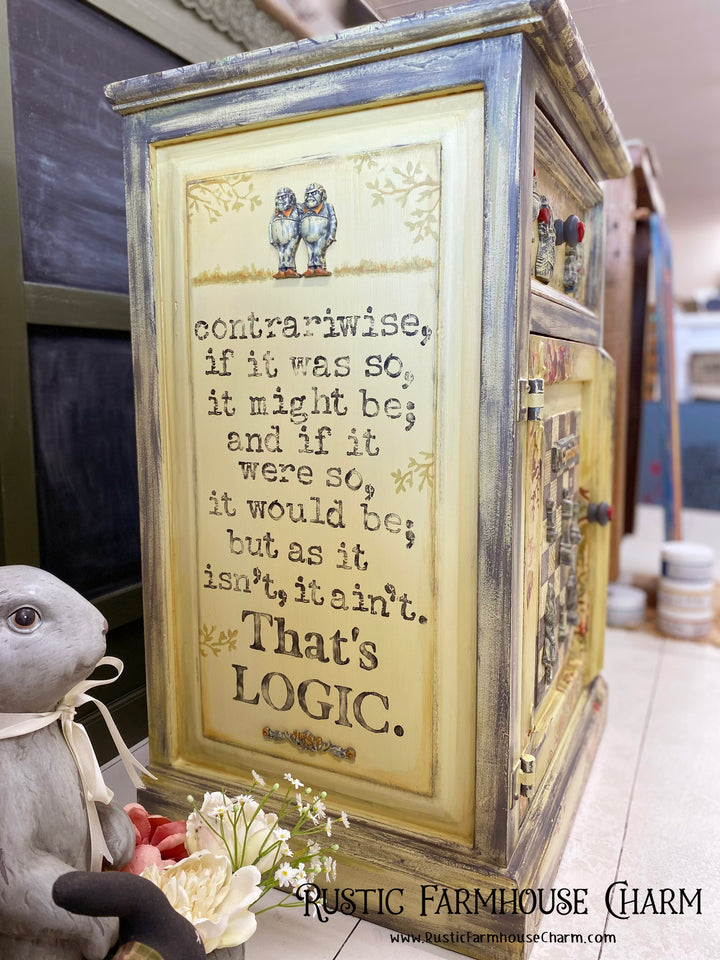 contrariwise,
if it was so,
it might be;
and if it
were so,
it would be;
but as it
isn't, it ain't.
That's
LOGIC.
Rustic Farmhouse Charm
www.RusticFarmhouseCharm.com